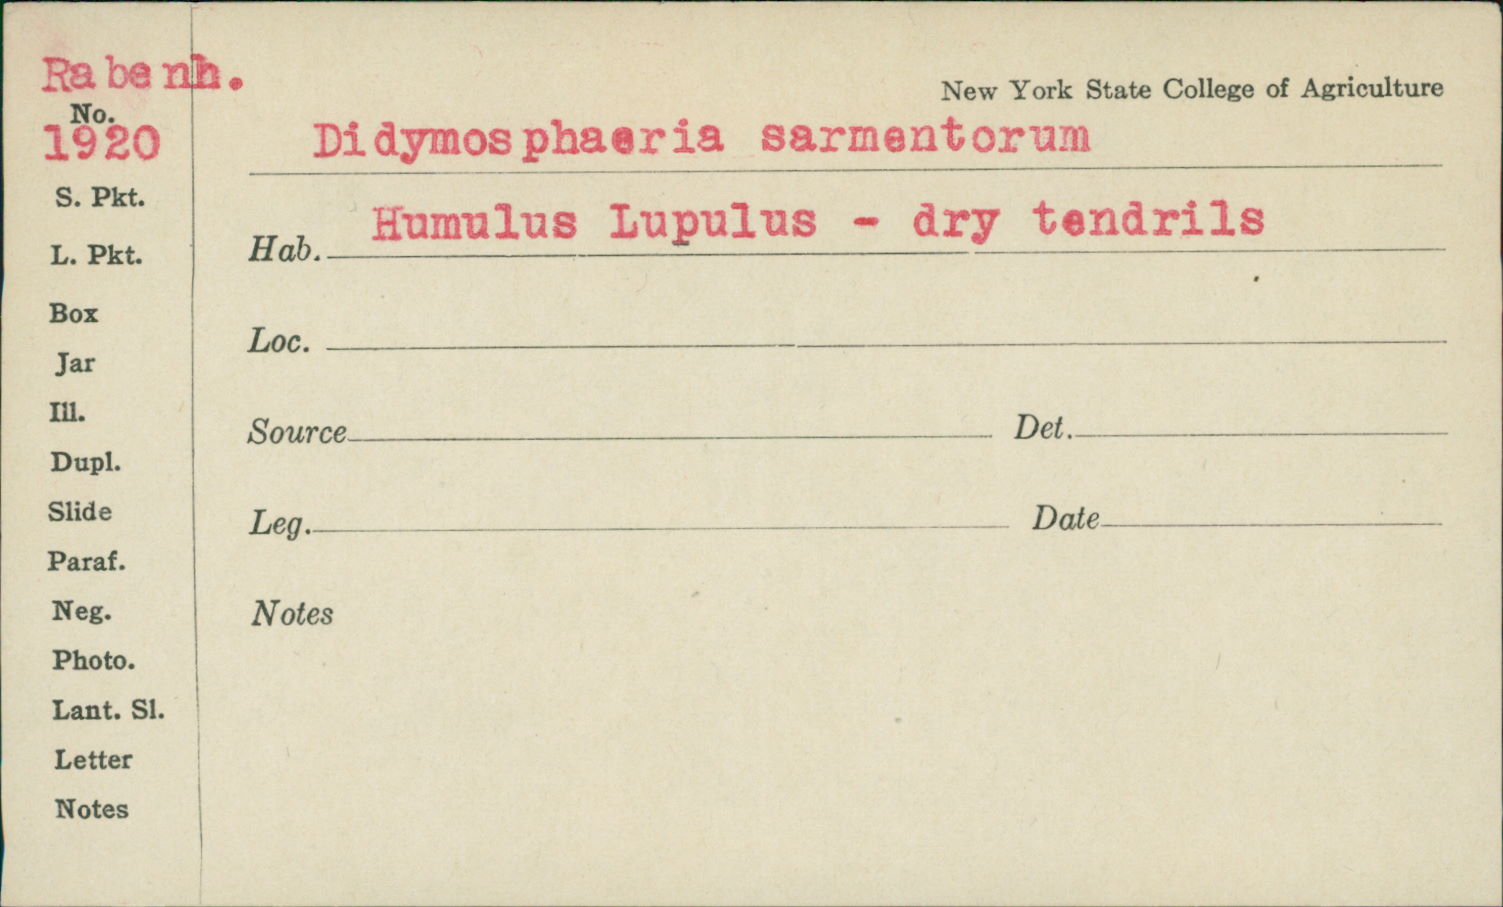 Rabenh.
No.
1920
S. Pkt.
L. Pkt.
Box
Jar
Ill.
Dupl.
Slide
Paraf.
Neg.
Photo.
Lant. Sl.
Letter
Notes
New York State College of Agriculture
Didymosphaeria sarmentorum
Hab. Humulus Lupulus - dry tendrils
Loc.
Source Det.
Leg. Date
Notes